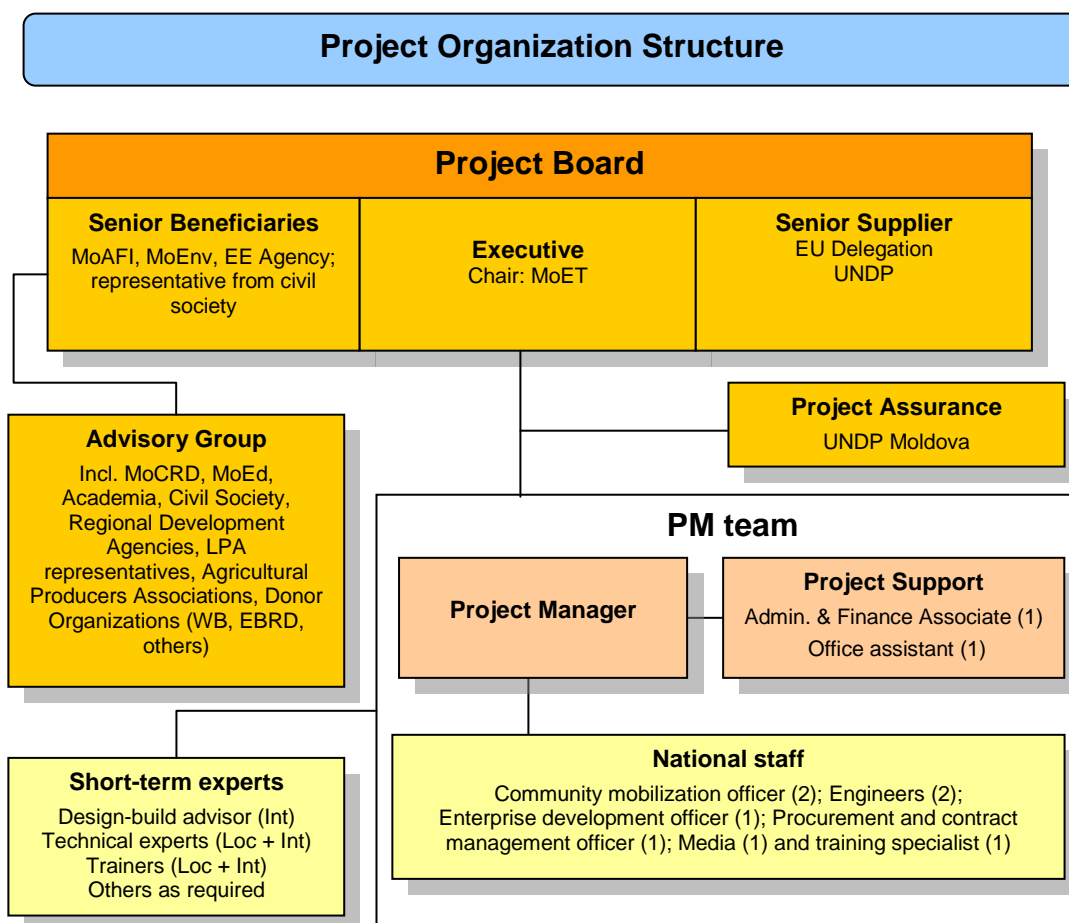 Project Organization Structure
Project Board
Senior Beneficiaries
MoAFI, MoEnv, EE Agency;
representative from civil
society
Executive
Chair: MoET
Senior Supplier
EU Delegation
UNDP
Project Assurance
UNDP Moldova
Advisory Group
Incl. MoCRD, MoEd,
Academia, Civil Society,
Regional Development
Agencies, LPA
representatives, Agricultural
Producers Associations, Donor
Organizations (WB, EBRD,
others)
PM team
Project Manager
Project Support
Admin. & Finance Associate (1)
Office assistant (1)
Short-term experts
Design-build advisor (Int)
Technical experts (Loc + Int)
Trainers (Loc + Int)
Others as required
National staff
Community mobilization officer (2); Engineers (2);
Enterprise development officer (1); Procurement and contract
management officer (1); Media (1) and training specialist (1)